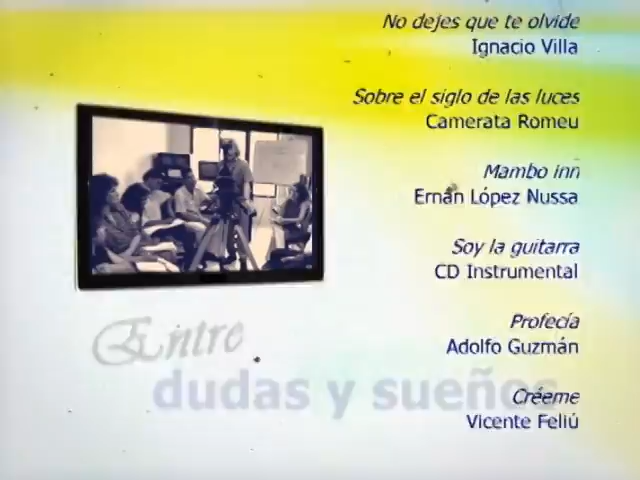 No dejes que te olvide
Ignacio Villa
Sobre el siglo de las luces
Camerata Romeu
Mambo inn
Ernán López Nussa
Soy la guitarra
CD Instrumental
Profecía
Adolfo Guzmán
Créeme
Vicente Feliú
Entre
dudas y sueños